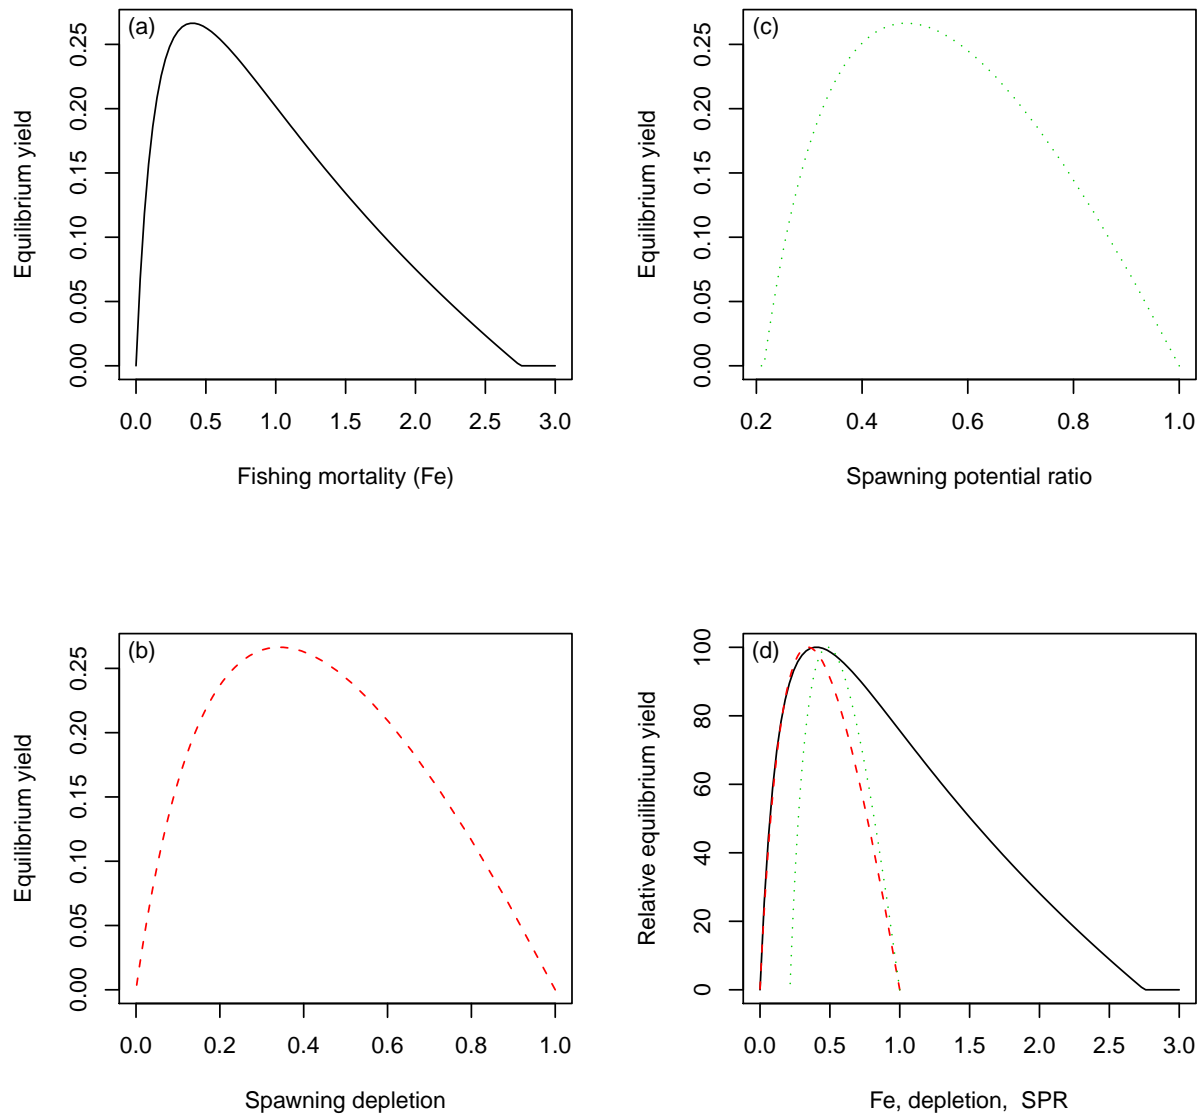 (a)
Equilibrium yield
0.00 0.05 0.10 0.15 0.20 0.25
0.0 0.5 1.0 1.5 2.0 2.5 3.0
Fishing mortality (Fe)
(c)
Equilibrium yield
0.00 0.05 0.10 0.15 0.20 0.25
0.2 0.4 0.6 0.8 1.0
Spawning potential ratio
(b)
Equilibrium yield
0.00 0.05 0.10 0.15 0.20 0.25
0.0 0.2 0.4 0.6 0.8 1.0
Spawning depletion
(d)
Relative equilibrium yield
0 20 40 60 80 100
0.0 0.5 1.0 1.5 2.0 2.5 3.0
Fe, depletion, SPR